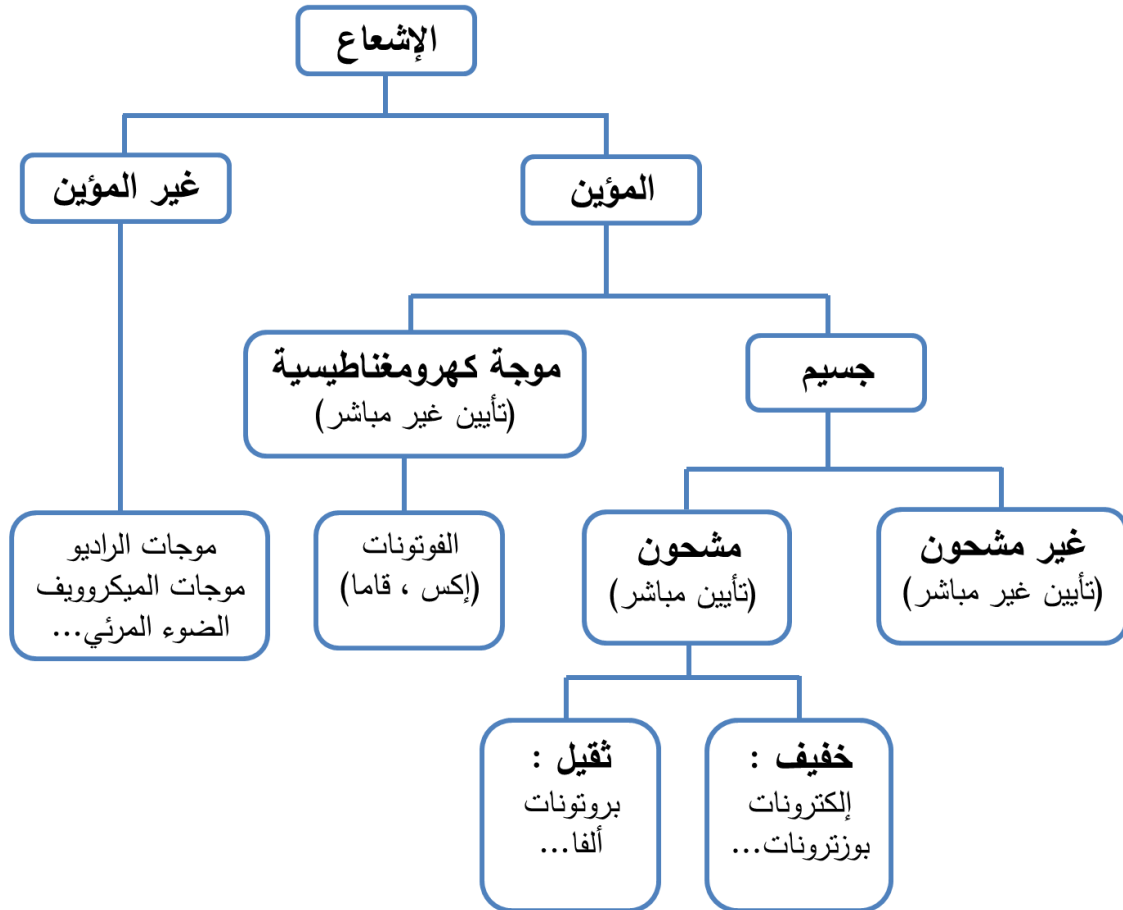 الإشعاع
المؤين
غير المؤين
جسيم
موجة كهرومغناطيسية
(تأيين غير مباشر)
غير مشحون
(تأيين غير مباشر)
مشحون
(تأيين مباشر)
الفوتونات
(إكس ، قاما)
موجات الراديو
موجات الميكروويف
الضوء المرئي...
خفيف :
إلكترونات
بوزترونات...
ثقيل :
بروتونات
ألفا...